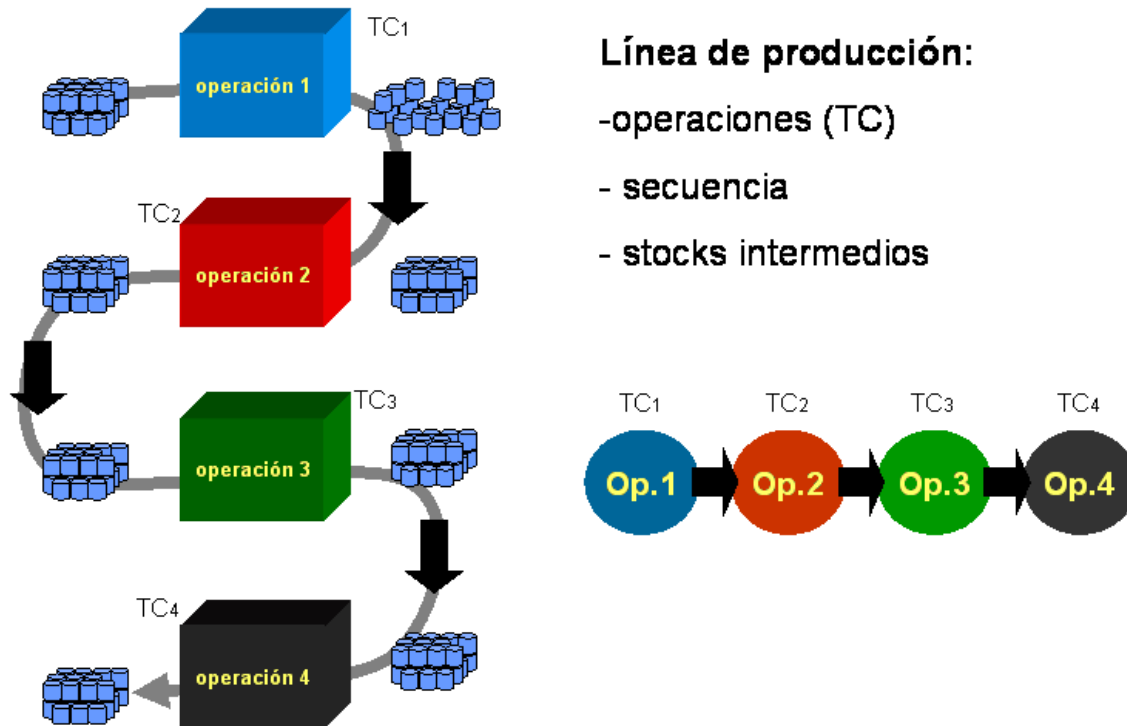 TC₁
operación 1
TC₂
operación 2
TC₃
operación 3
TC₄
operación 4
Línea de producción:
-operaciones (TC)
- secuencia
- stocks intermedios
TC₁ TC₂ TC₃ TC₄
Op.1 Op.2 Op.3 Op.4